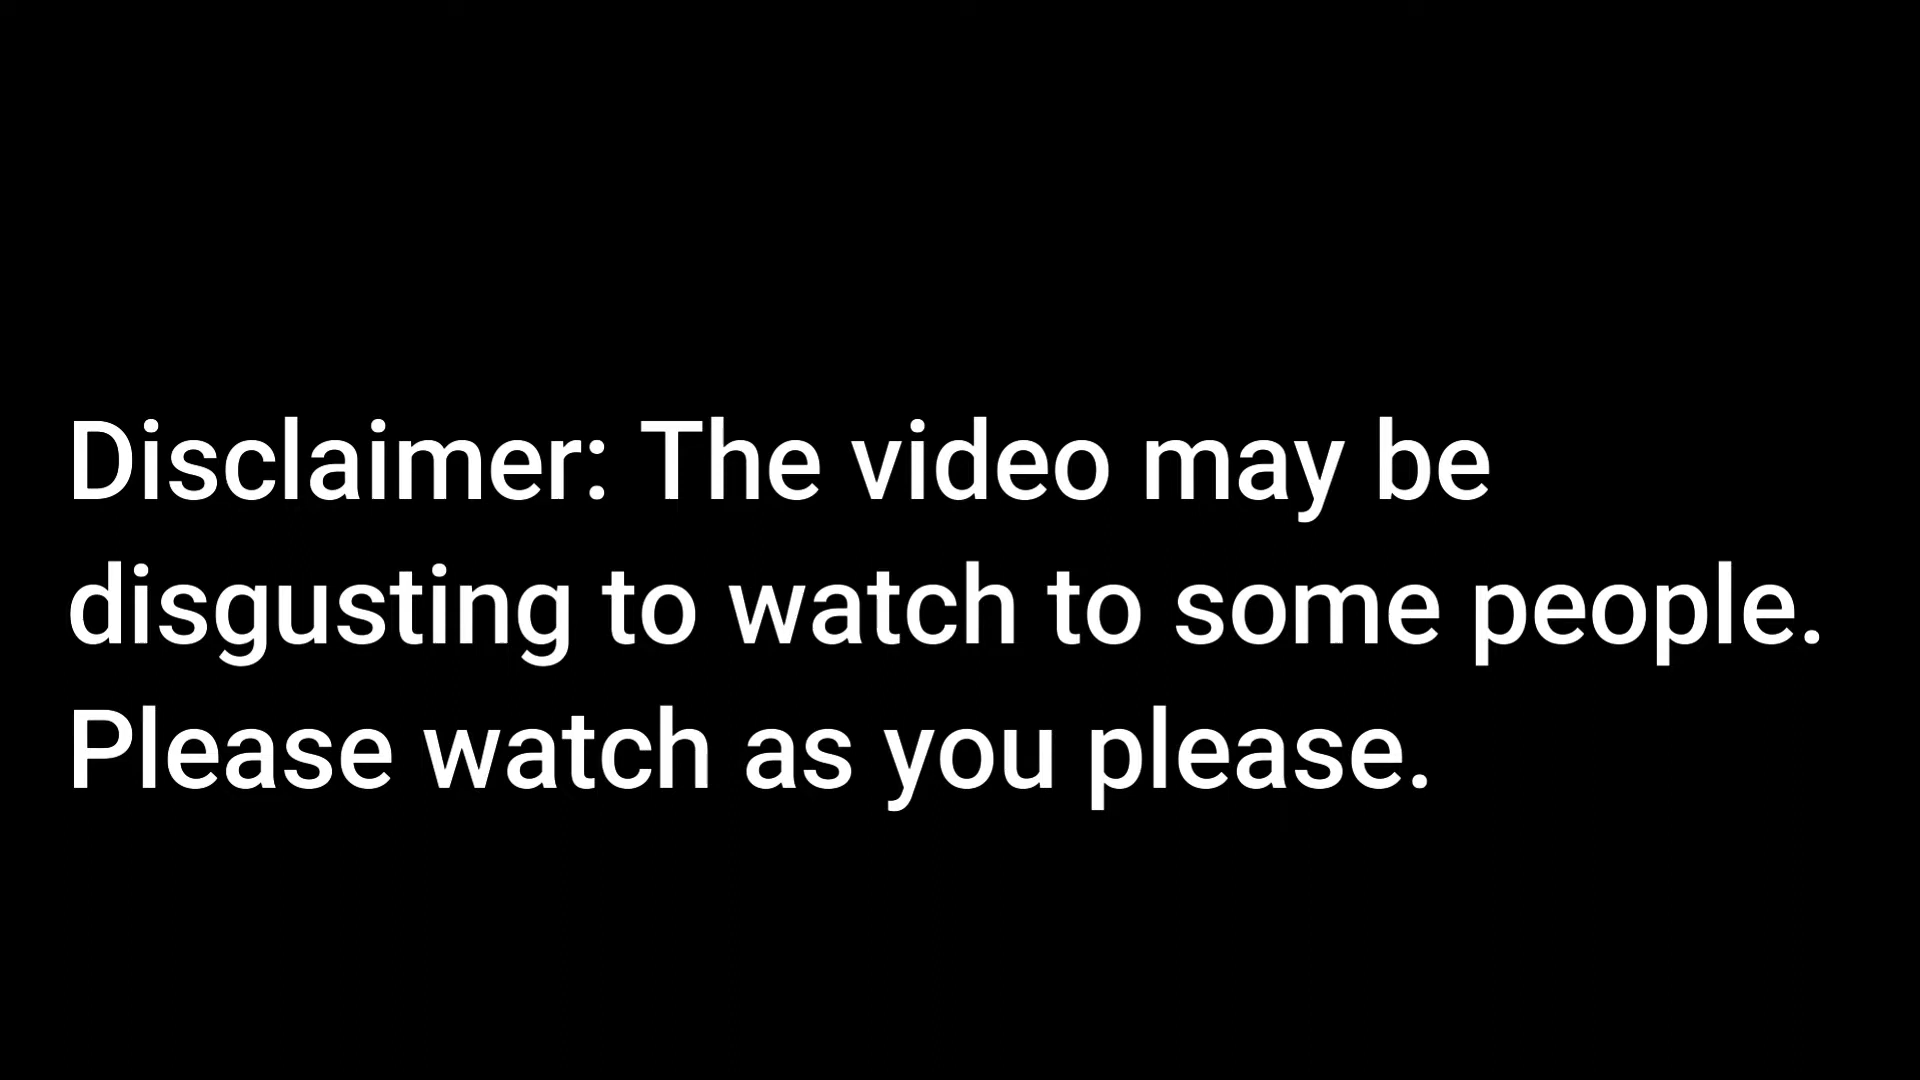 Disclaimer: The video may be
disgusting to watch to some people.
Please watch as you please.